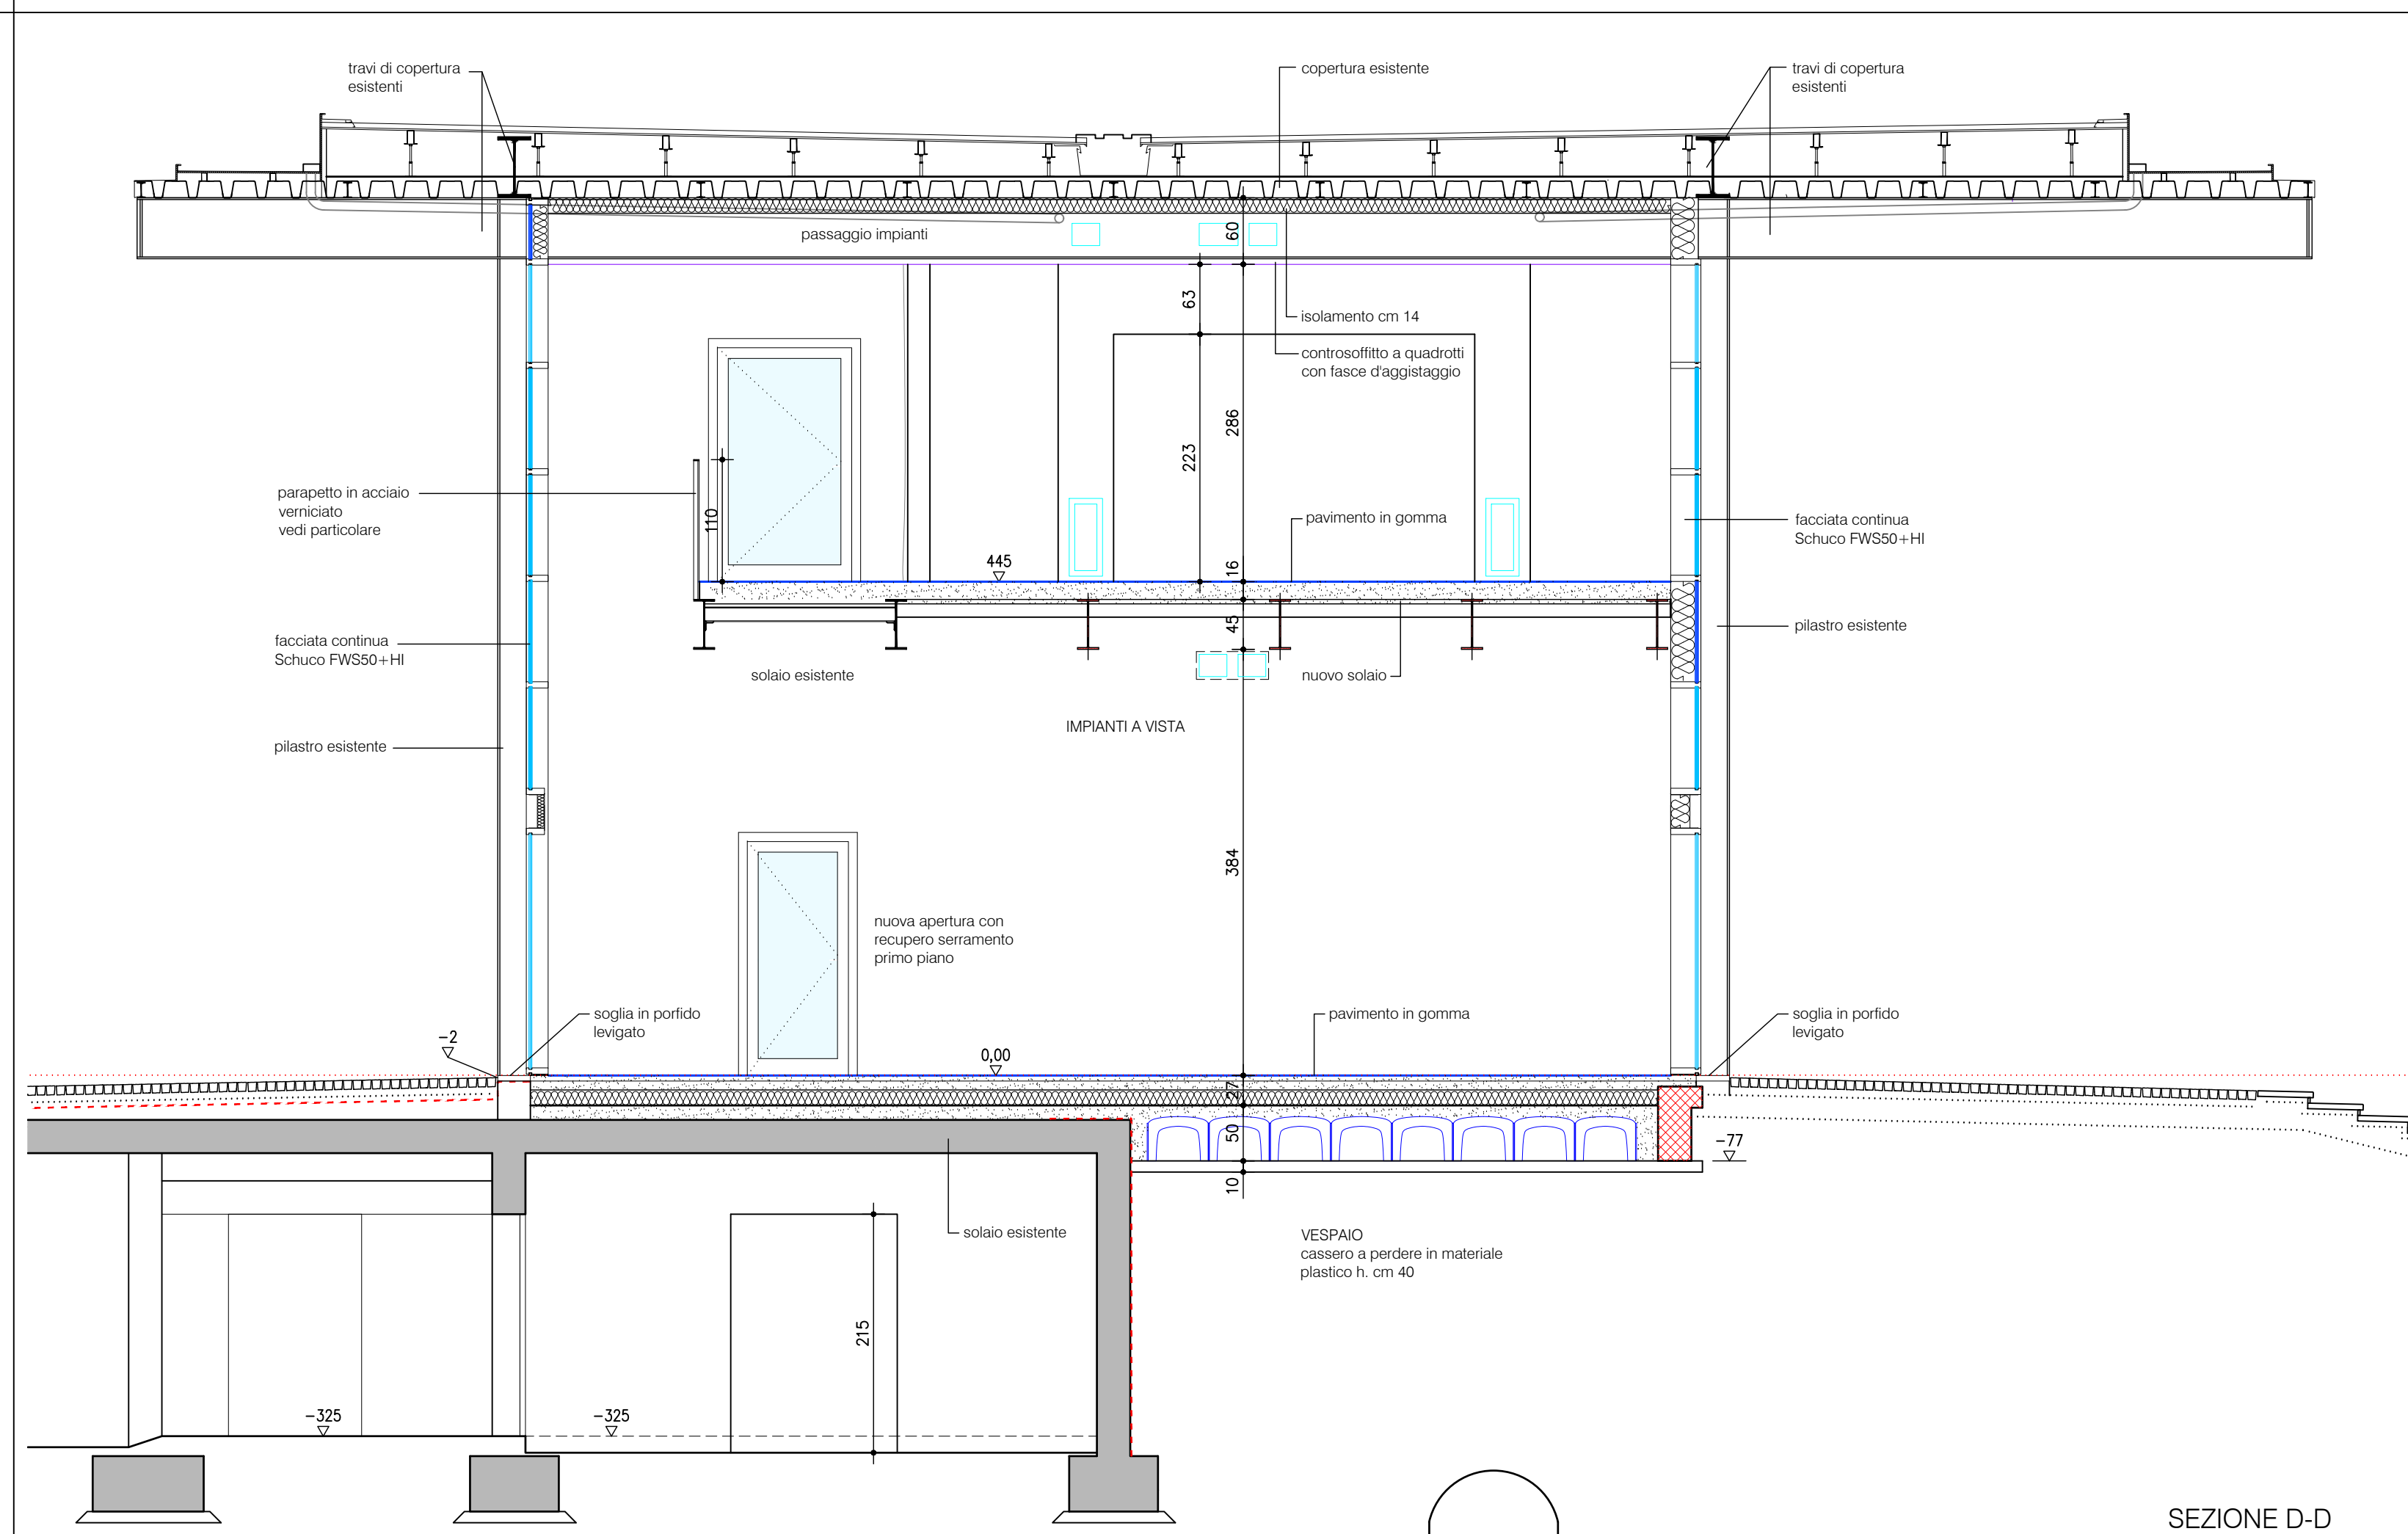 travi di copertura
esistenti
copertura esistente
travi di copertura
esistenti
passaggio impianti
60
63
isolamento cm 14
controsoffitto a quadrotti
con fasce d'aggistaggio
286
223
parapetto in acciaio
verniciato
vedi particolare
110
pavimento in gomma
facciata continua
Schuco FWS50+HI
445
16
45
facciata continua
Schuco FWS50+HI
pilastro esistente
solaio esistente
nuovo solaio
IMPIANTI A VISTA
pilastro esistente
384
nuova apertura con
recupero serramento
primo piano
soglia in porfido
levigato
pavimento in gomma
soglia in porfido
levigato
-2
0,00
27
50
-77
10
solaio esistente
VESPAIO
cassero a perdere in materiale
plastico h. cm 40
215
-325
-325
SEZIONE D-D